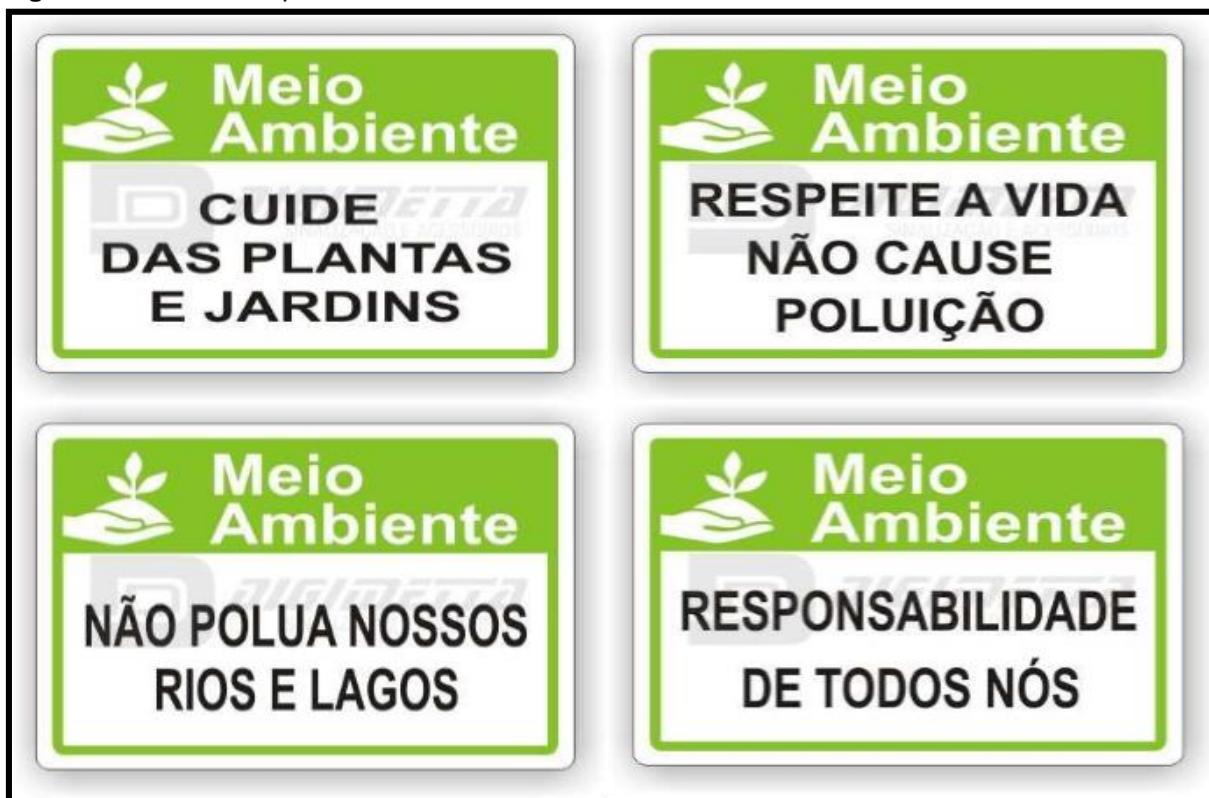 Meio
Ambiente
CUIDE
DAS PLANTAS
E JARDINS
Meio
Ambiente
RESPEITE A VIDA
NÃO CAUSE
POLUIÇÃO
Meio
Ambiente
NÃO POLUA NOSSOS
RIOS E LAGOS
Meio
Ambiente
RESPONSABILIDADE
DE TODOS NÓS